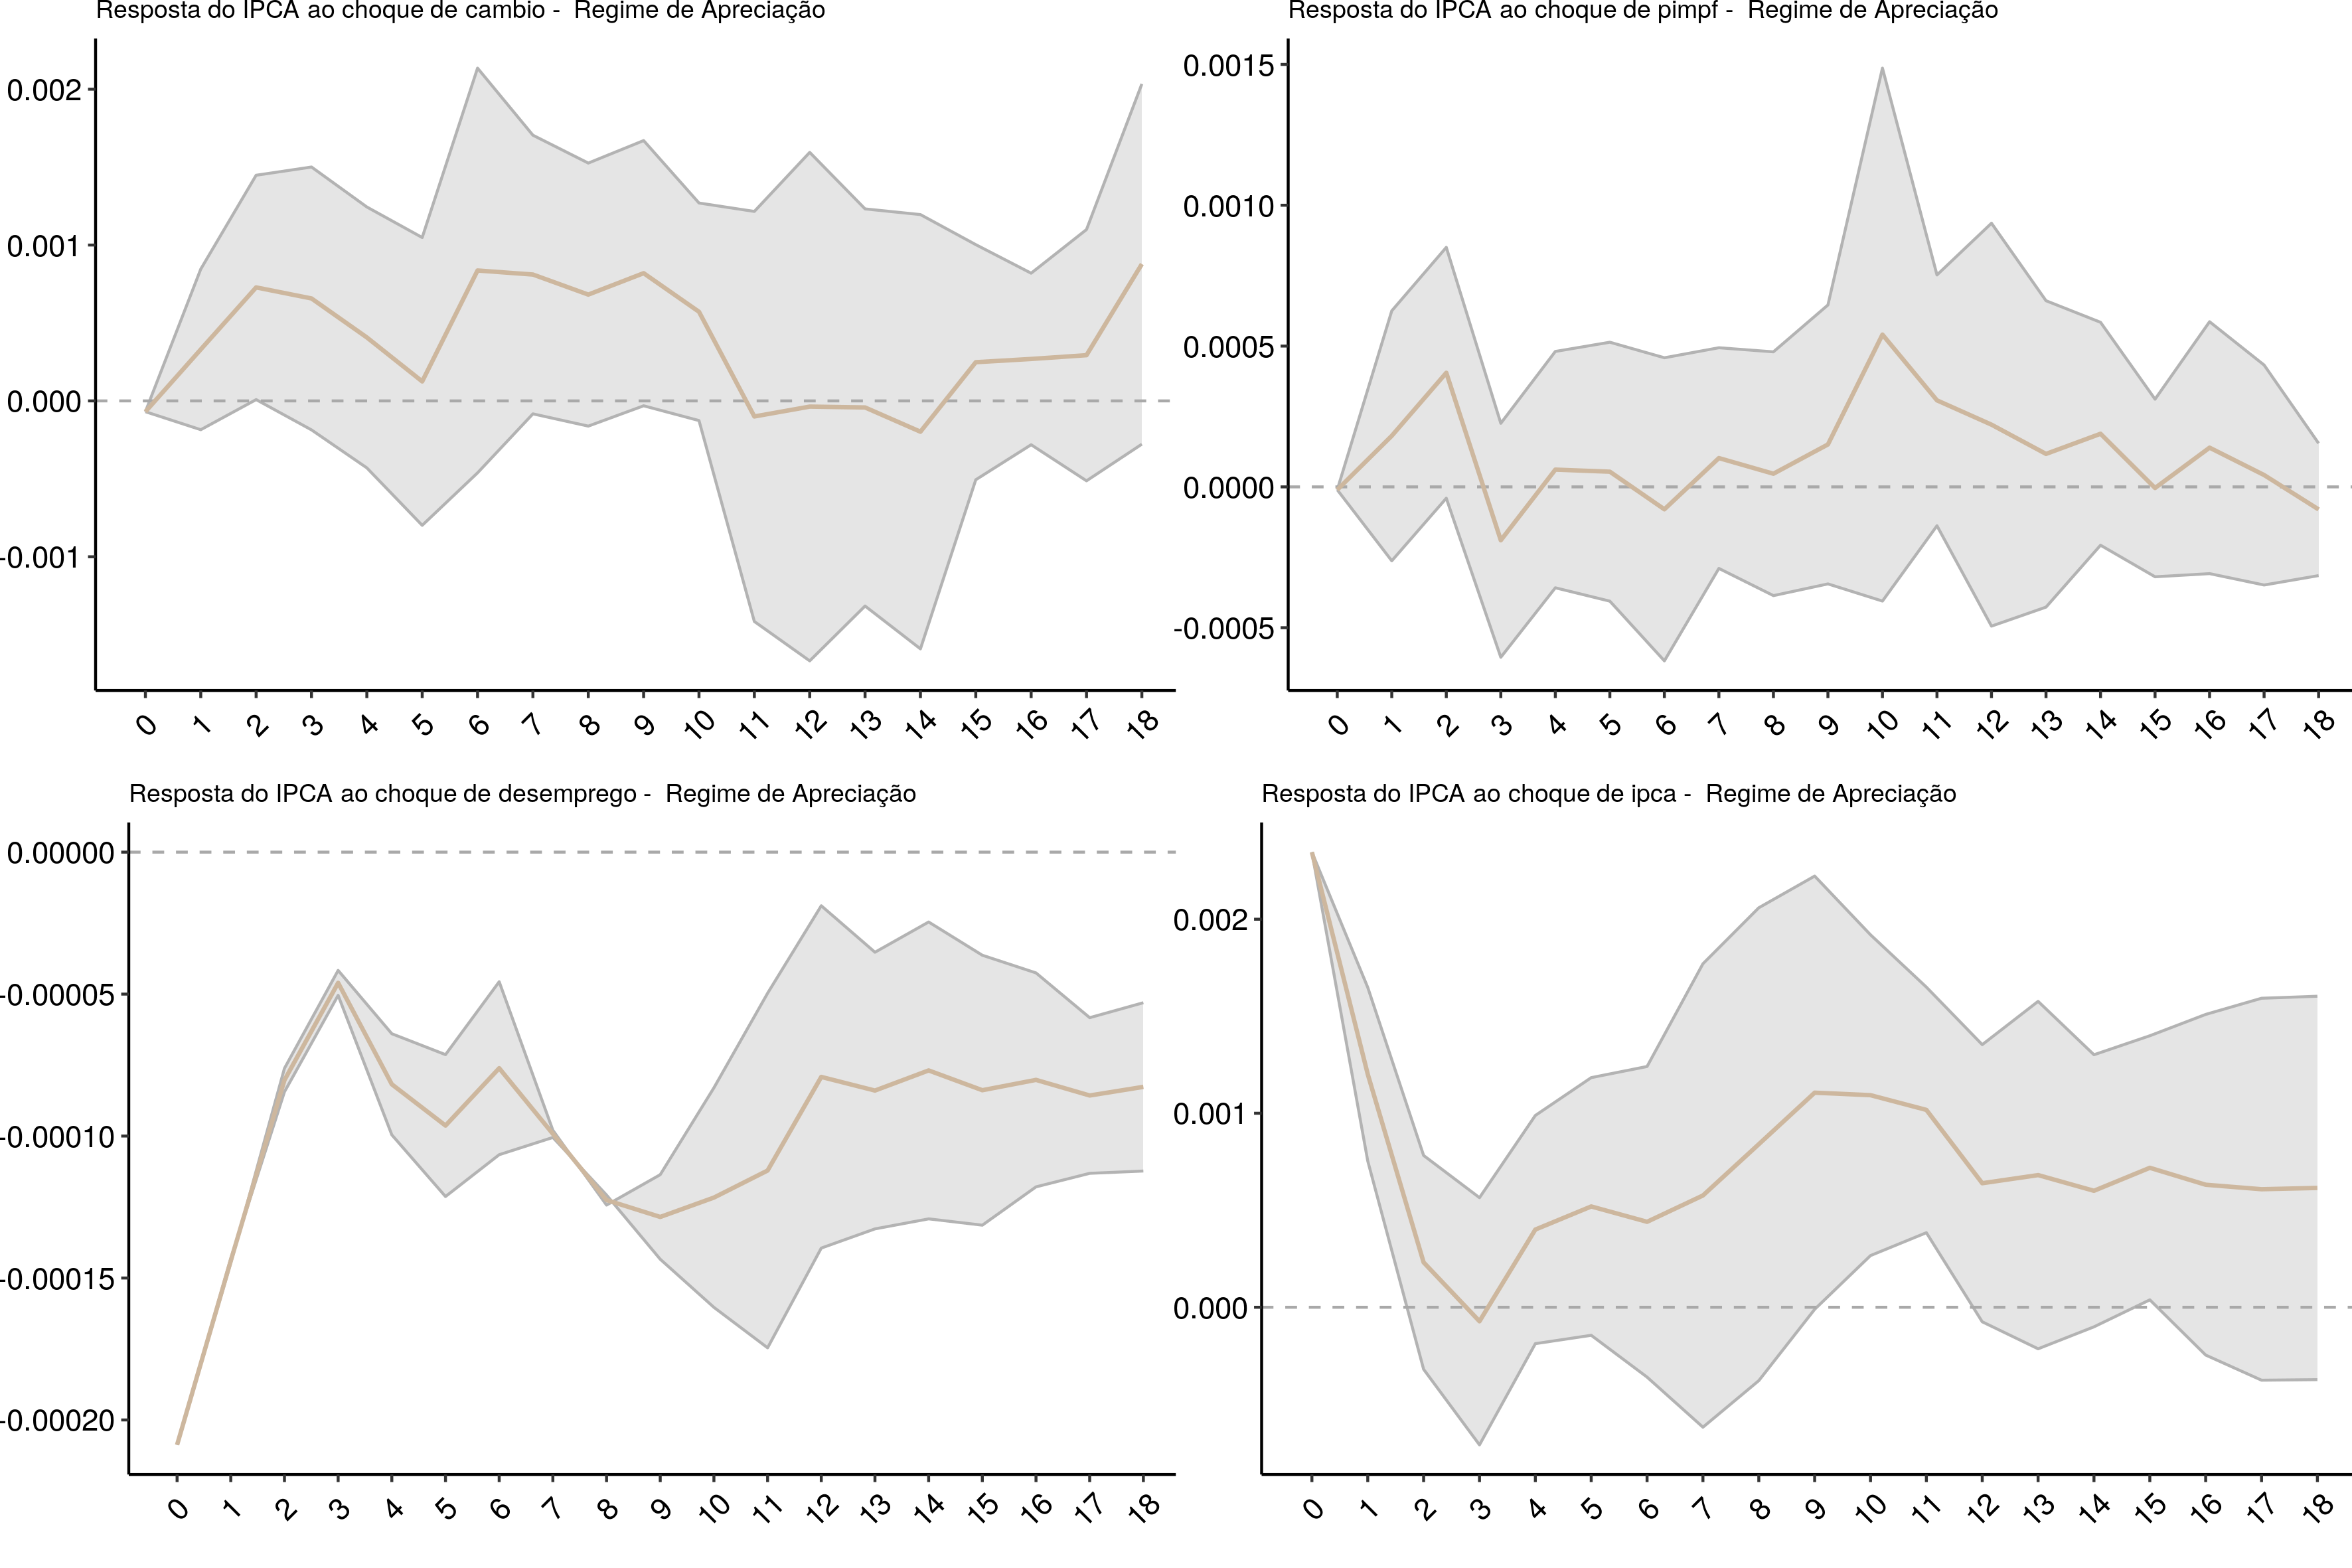 Resposta do IPCA ao choque de cambio -  Regime de Apreciação
0.002
0.001
0.000
-0.001
0 1 2 3 4 5 6 7 8 9 10 11 12 13 14 15 16 17 18
Resposta do IPCA ao choque de pimpf -  Regime de Apreciação
0.0015
0.0010
0.0005
0.0000
-0.0005
0 1 2 3 4 5 6 7 8 9 10 11 12 13 14 15 16 17 18
Resposta do IPCA ao choque de desemprego -  Regime de Apreciação
0.00000
-0.00005
-0.00010
-0.00015
-0.00020
0 1 2 3 4 5 6 7 8 9 10 11 12 13 14 15 16 17 18
Resposta do IPCA ao choque de ipca -  Regime de Apreciação
0.002
0.001
0.000
0 1 2 3 4 5 6 7 8 9 10 11 12 13 14 15 16 17 18